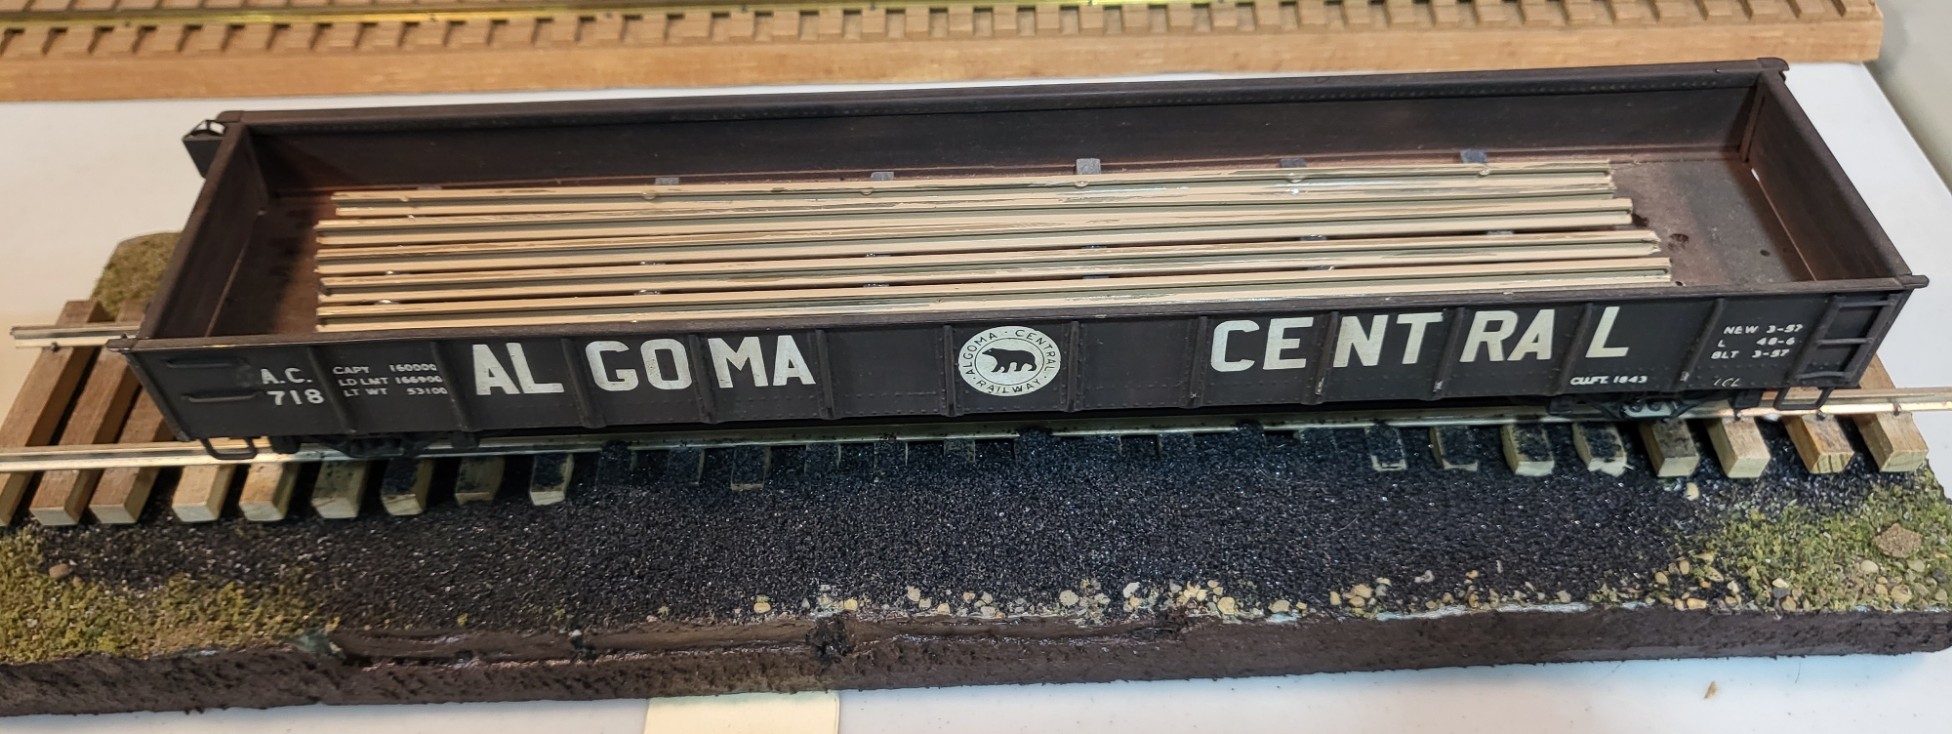 A.C.
718
CAPY 160000
LD LMT 166900
LT WT 53100
ALGOMA
ALGOMA · CENTRAL · RAILWAY ·
CENTRAL
CU.FT. 1843
NEW 3-57
L 48-6
BLT 3-57